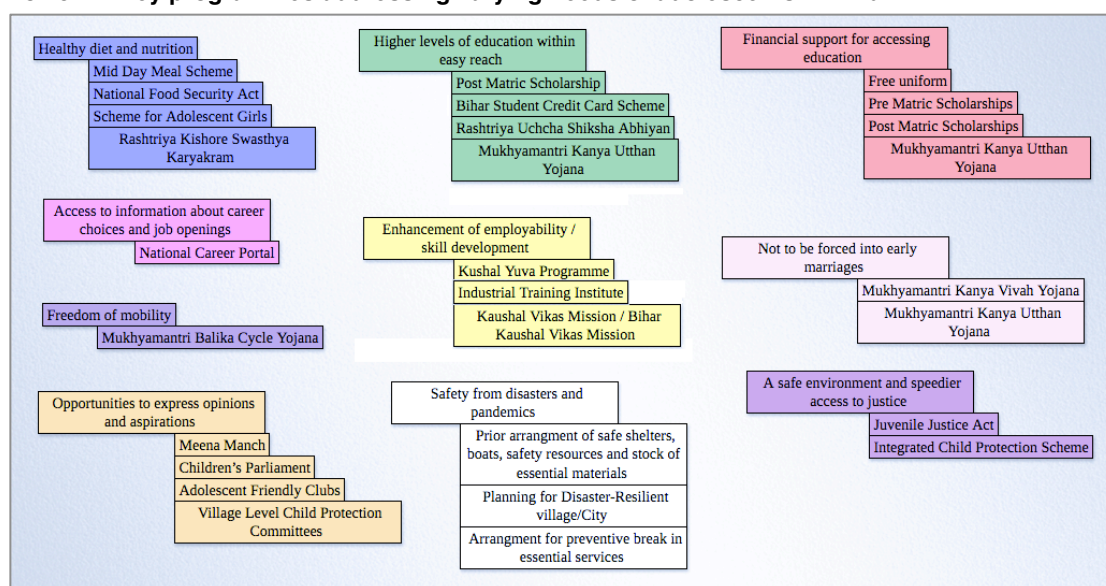 Healthy diet and nutrition
Mid Day Meal Scheme
National Food Security Act
Scheme for Adolescent Girls
Rashtriya Kishore Swasthya
Karyakram
Higher levels of education within
easy reach
Post Matric Scholarship
Bihar Student Credit Card Scheme
Rashtriya Uchcha Shiksha Abhiyan
Mukhyamantri Kanya Utthan
Yojana
Financial support for accessing
education
Free uniform
Pre Matric Scholarships
Post Matric Scholarships
Mukhyamantri Kanya Utthan
Yojana
Access to information about career
choices and job openings
National Career Portal
Enhancement of employability /
skill development
Kushal Yuva Programme
Industrial Training Institute
Kaushal Vikas Mission / Bihar
Kaushal Vikas Mission
Not to be forced into early
marriages
Mukhyamantri Kanya Vivah Yojana
Mukhyamantri Kanya Utthan
Yojana
Freedom of mobility
Mukhyamantri Balika Cycle Yojana
Opportunities to express opinions
and aspirations
Meena Manch
Children's Parliament
Adolescent Friendly Clubs
Village Level Child Protection
Committees
Safety from disasters and
pandemics
Prior arrangment of safe shelters,
boats, safety resources and stock of
essential materials
Planning for Disaster-Resilient
village/City
Arrangment for preventive break in
essential services
A safe environment and speedier
access to justice
Juvenile Justice Act
Integrated Child Protection Scheme